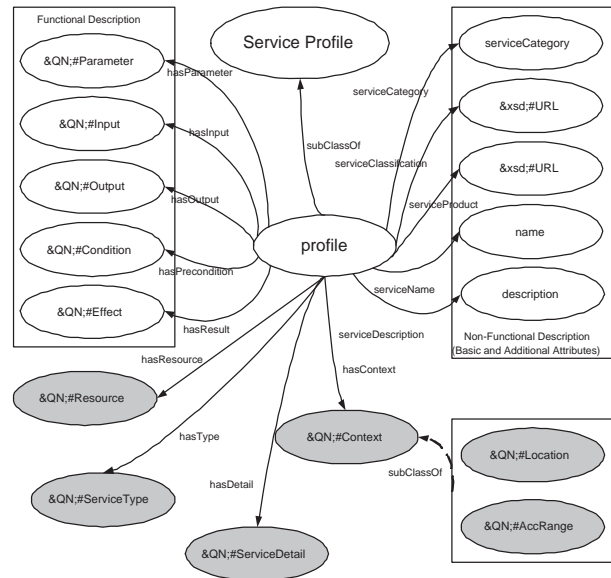 Functional Description
&QN;#Parameter
&QN;#Input
&QN;#Output
&QN;#Condition
&QN;#Effect
Service Profile
serviceCategory
&xsd;#URL
&xsd;#URL
name
description
Non-Functional Description
(Basic and Additional Attributes)
hasParameter
hasInput
hasOutput
hasPrecondition
hasResult
subClassOf
serviceCategory
serviceClassifcation
serviceProduct
serviceName
serviceDescription
profile
hasResource
hasType
hasDetail
hasContext
&QN;#Resource
&QN;#ServiceType
&QN;#ServiceDetail
&QN;#Context
subClassOf
&QN;#Location
&QN;#AccRange